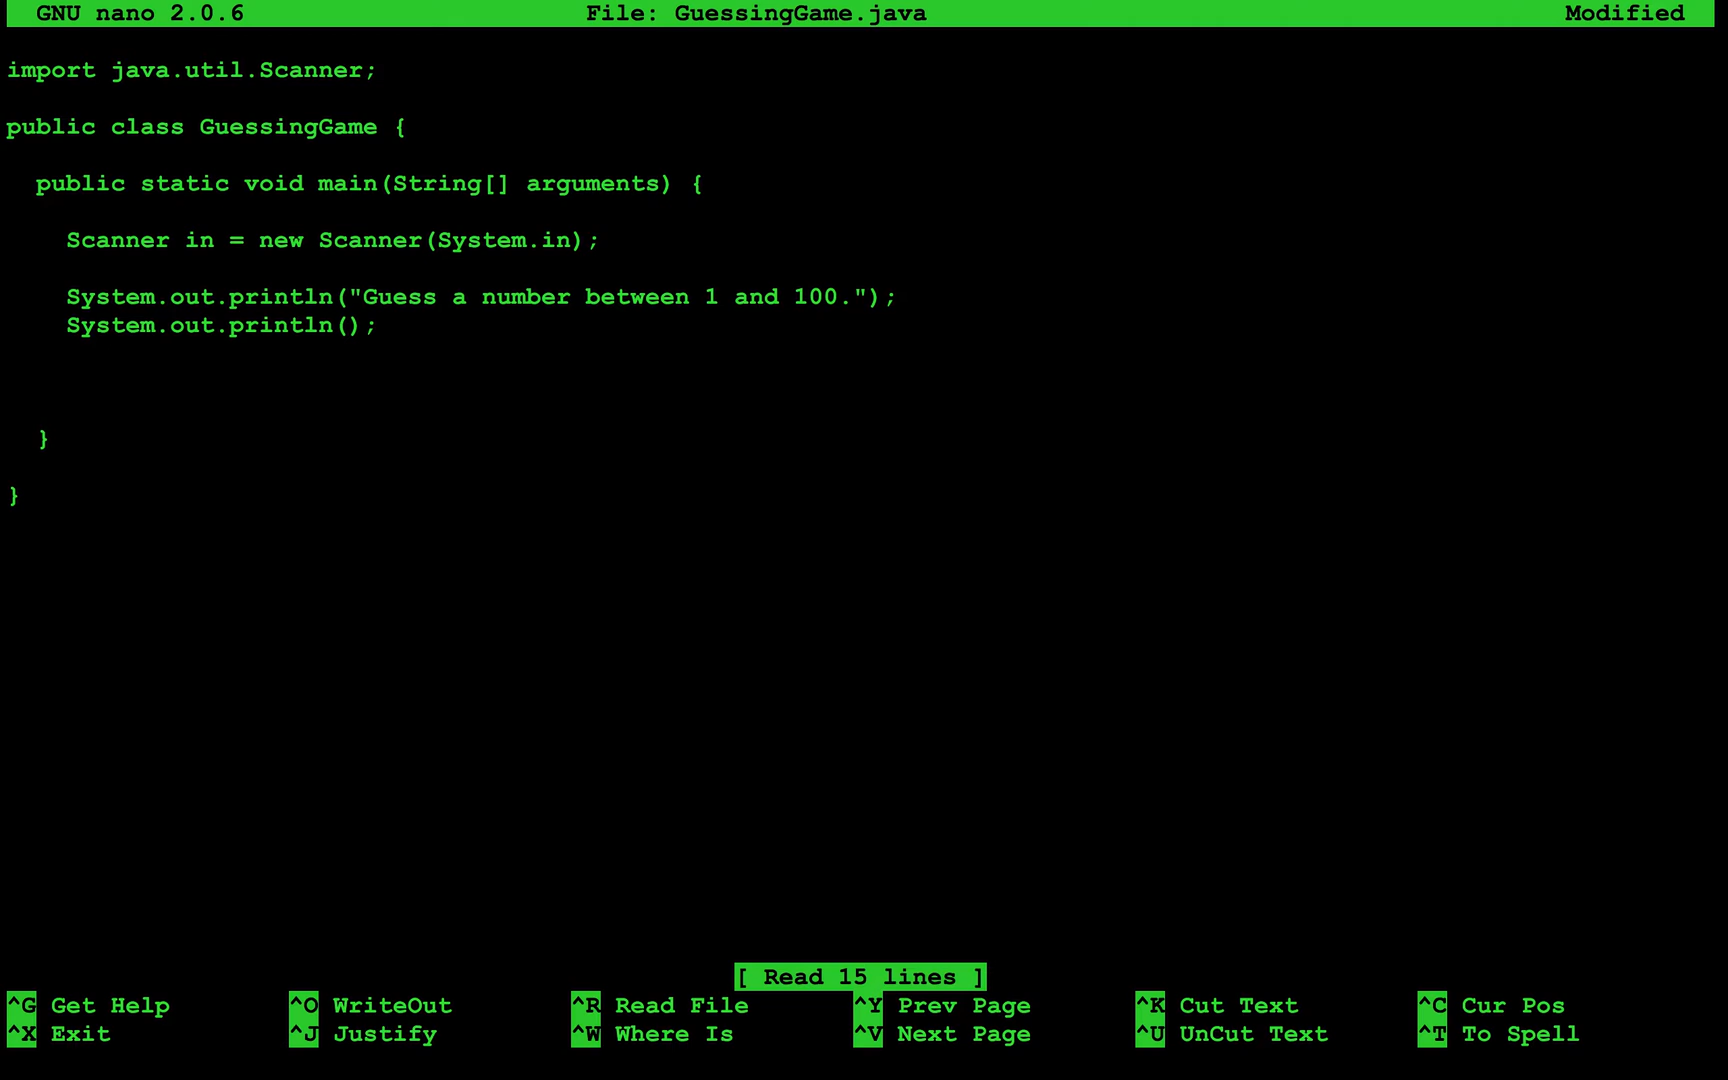 GNU nano 2.0.6 File: GuessingGame.java Modified
import java.util.Scanner;
public class GuessingGame {
public static void main(String[] arguments) {
Scanner in = new Scanner(System.in);
System.out.println("Guess a number between 1 and 100.");
System.out.println();
}
}
[ Read 15 lines ]
^G Get Help ^O WriteOut ^R Read File ^Y Prev Page ^K Cut Text ^C Cur Pos
^X Exit ^J Justify ^W Where Is ^V Next Page ^U UnCut Text ^T To Spell